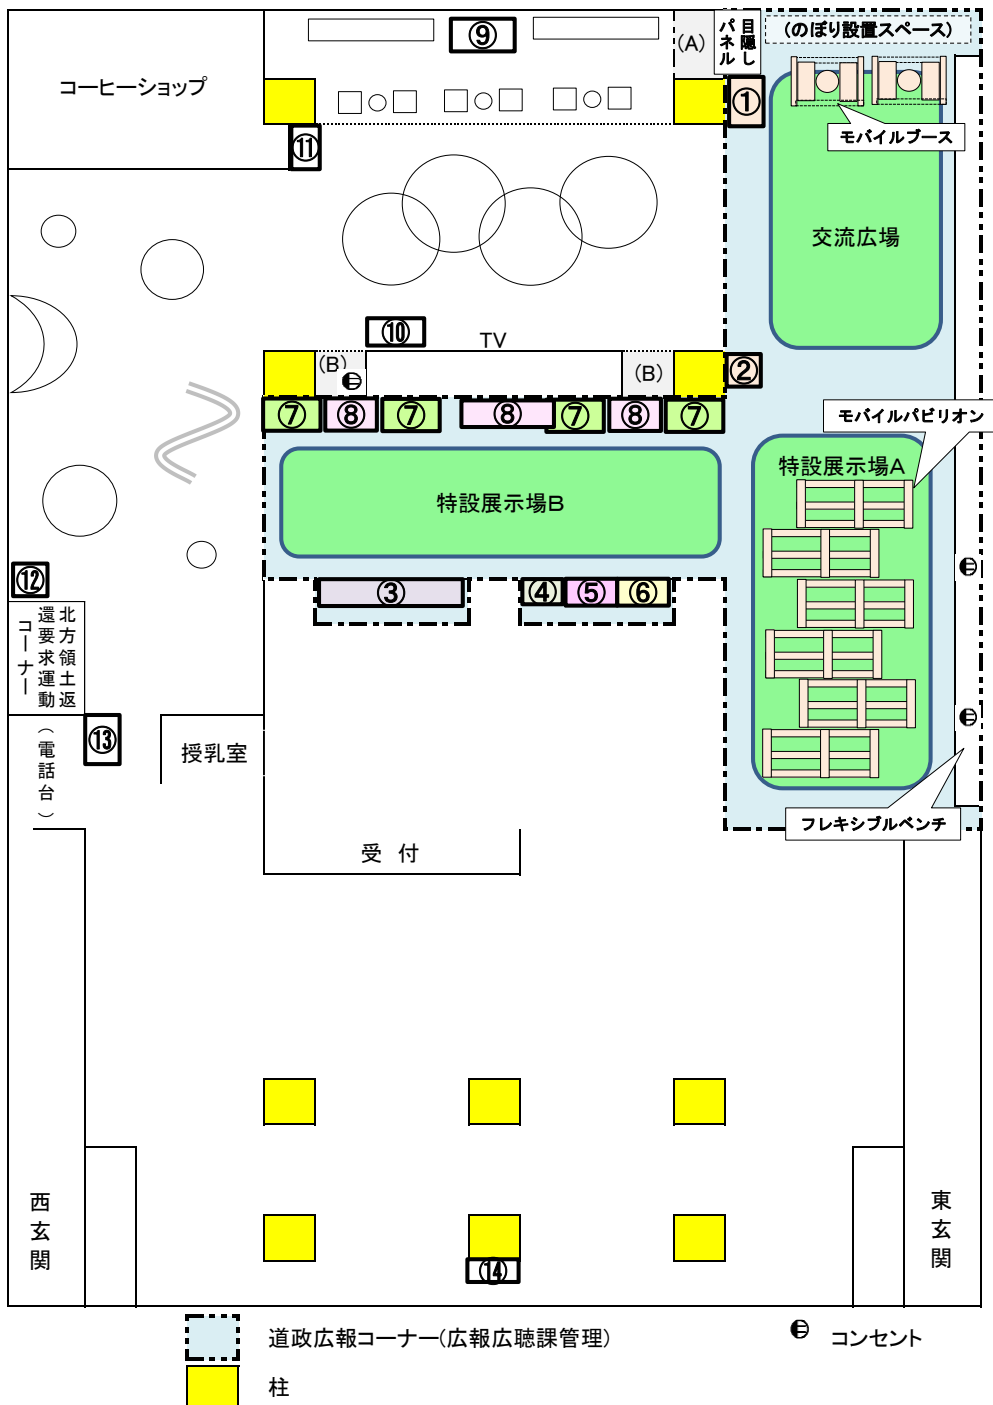 ⑨
(A)
目隠し
パネル
(のぼり設置スペース)
コーヒーショップ
①
モバイルブース
⑪
交流広場
⑩
TV
(B)
(B)
②
⑦
⑧
⑦
⑧
⑦
⑧
⑦
モバイルパビリオン
特設展示場A
特設展示場B
⑫
③
④
⑤
⑥
北方領土返
還要求運動
コーナー
⑬
(電話台)
授乳室
フレキシブルベンチ
受 付
西玄関
東玄関
⑭
道政広報コーナー(広報広聴課管理)
コンセント
柱